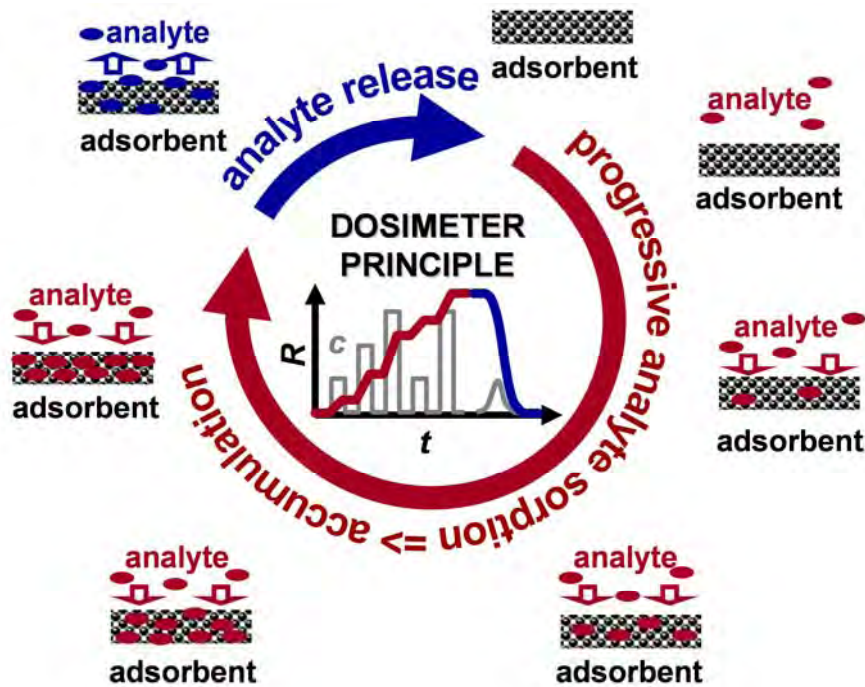 analyte
adsorbent
analyte release
adsorbent
analyte
adsorbent
progressive analyte sorption => accumulation
DOSIMETER
PRINCIPLE
R
c
t
analyte
adsorbent
analyte
adsorbent
analyte
adsorbent
analyte
adsorbent